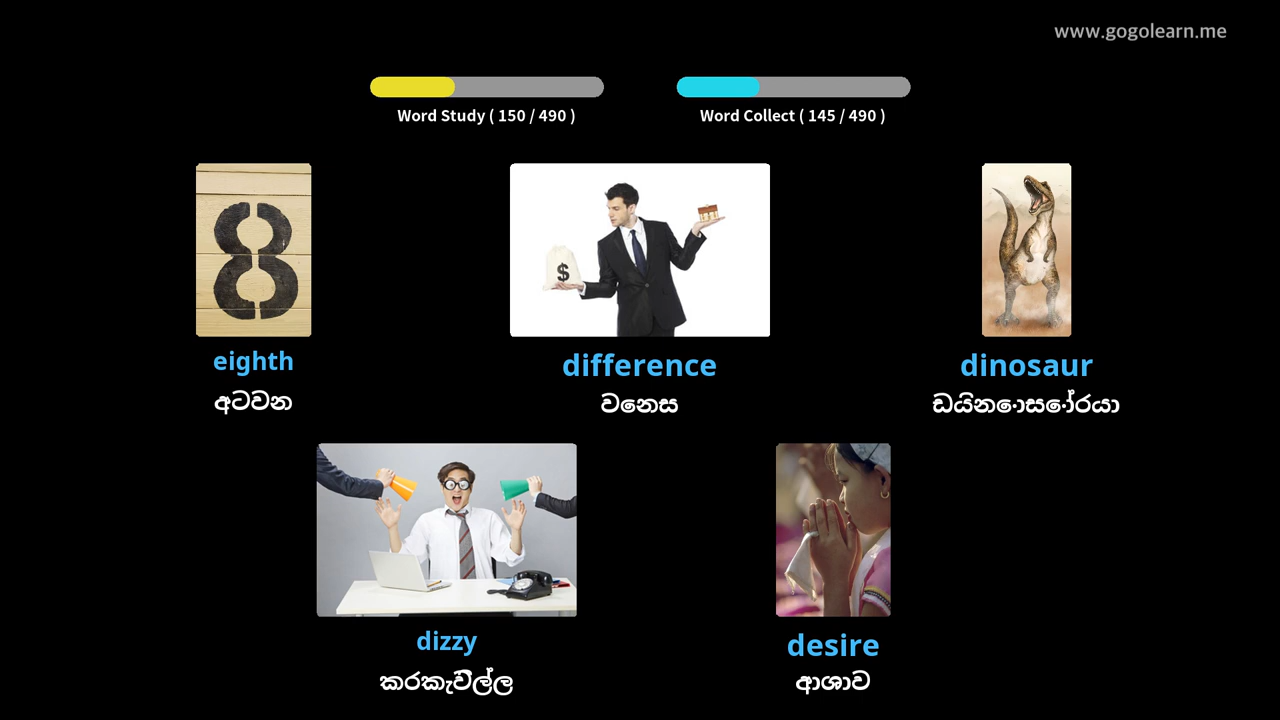 www.gogolearn.me
Word Study ( 150 / 490 )
Word Collect ( 145 / 490 )
8
$
eighth
අටවන
difference
වෙනස
dinosaur
ඩයිනොසෝරයා
dizzy
කරකැවිල්ල
desire
ආශාව